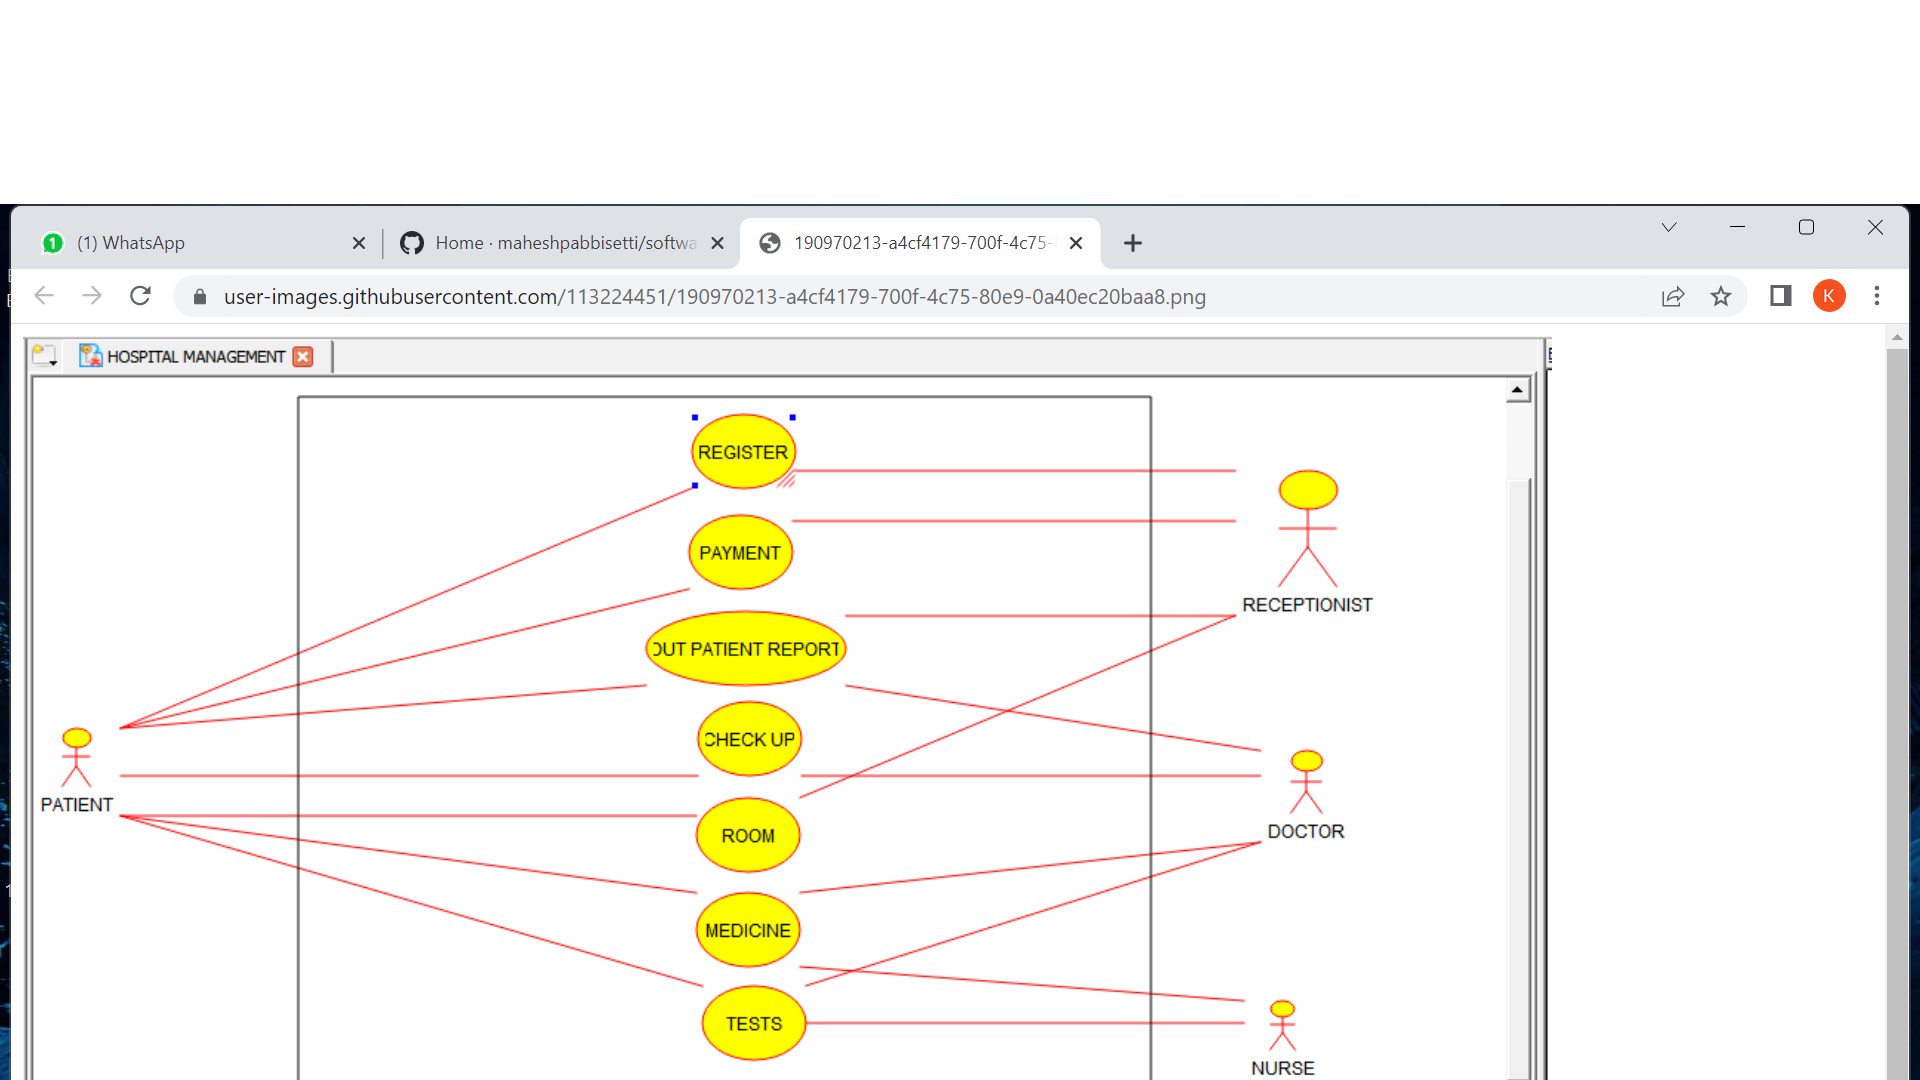 (1) WhatsApp
Home · maheshpabbisetti/softwa
190970213-a4cf4179-700f-4c75-
user-images.githubusercontent.com/113224451/190970213-a4cf4179-700f-4c75-80e9-0a40ec20baa8.png
K
HOSPITAL MANAGEMENT
REGISTER
PAYMENT
RECEPTIONIST
OUT PATIENT REPORT
CHECK UP
PATIENT
DOCTOR
ROOM
MEDICINE
TESTS
NURSE